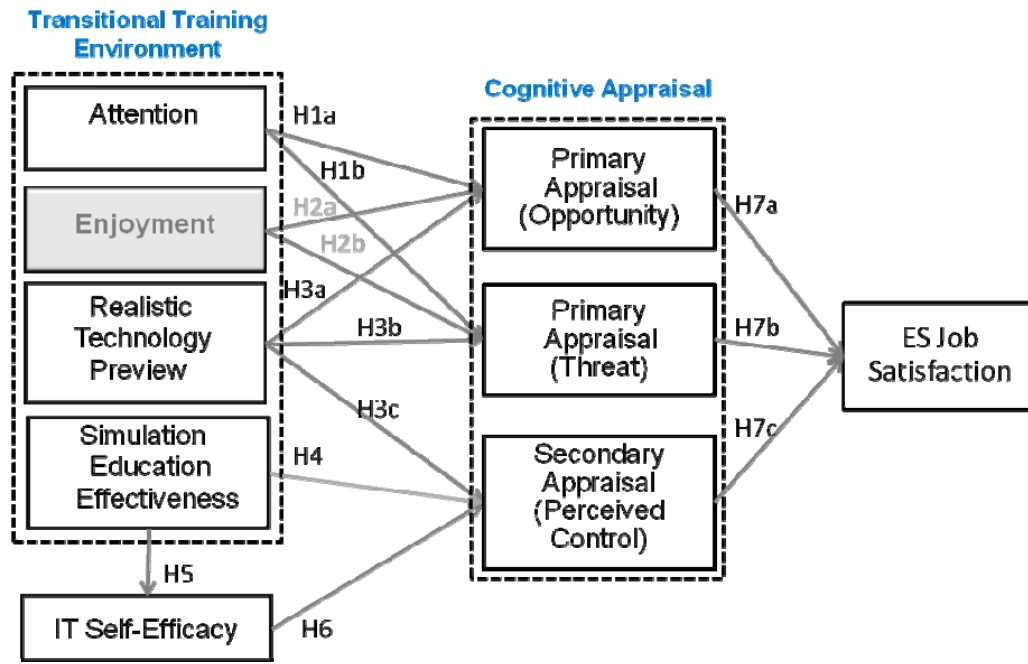 Transitional Training
Environment
Attention
Enjoyment
Realistic
Technology
Preview
Simulation
Education
Effectiveness
H5
IT Self-Efficacy
H1a
H1b
H2a
H2b
H3a
H3b
H3c
H4
H6
Cognitive Appraisal
Primary
Appraisal
(Opportunity)
Primary
Appraisal
(Threat)
Secondary
Appraisal
(Perceived
Control)
H7a
H7b
H7c
ES Job
Satisfaction